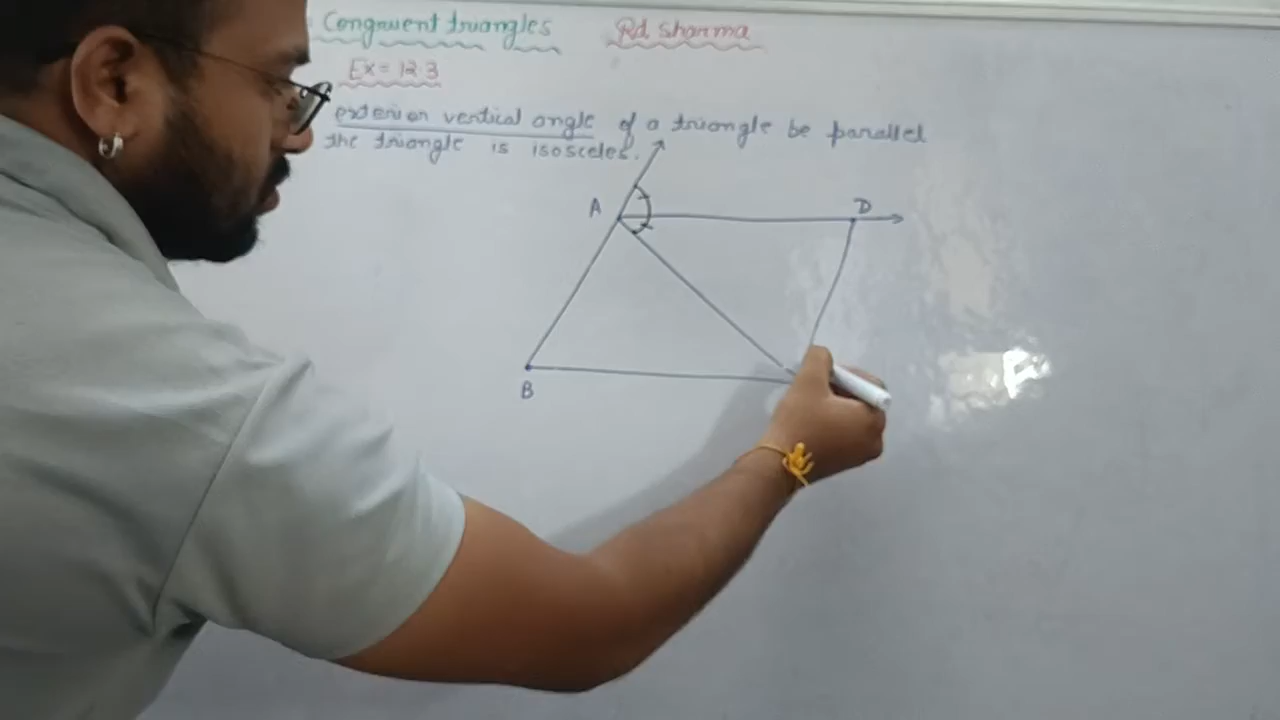 Congruent triangles
Rd sharma
Ex = 12.3
exterior vertical angle of a triangle be parallel
the triangle is isosceles.
A
D
B